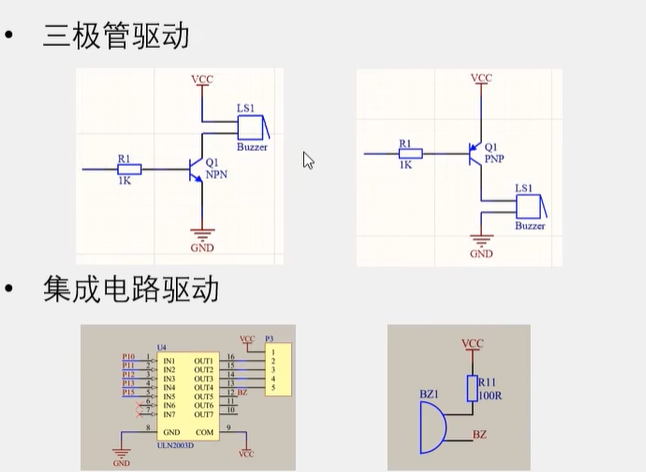 • 三极管驱动
VCC
LS1
Buzzer
R1
1K
Q1
NPN
GND
VCC
R1
1K
Q1
PNP
LS1
Buzzer
GND
• 集成电路驱动
U4
VCC P3
P10 1 IN1 OUT1 16 1
P11 2 IN2 OUT2 15 2
P12 3 IN3 OUT3 14 3
P13 4 IN4 OUT4 13 4
P15 5 IN5 OUT5 12 BZ 5
6 IN6 OUT6 11
7 IN7 OUT7 10
8 GND COM 9
ULN2003D
GND
VCC
VCC
R11
100R
BZ1
BZ